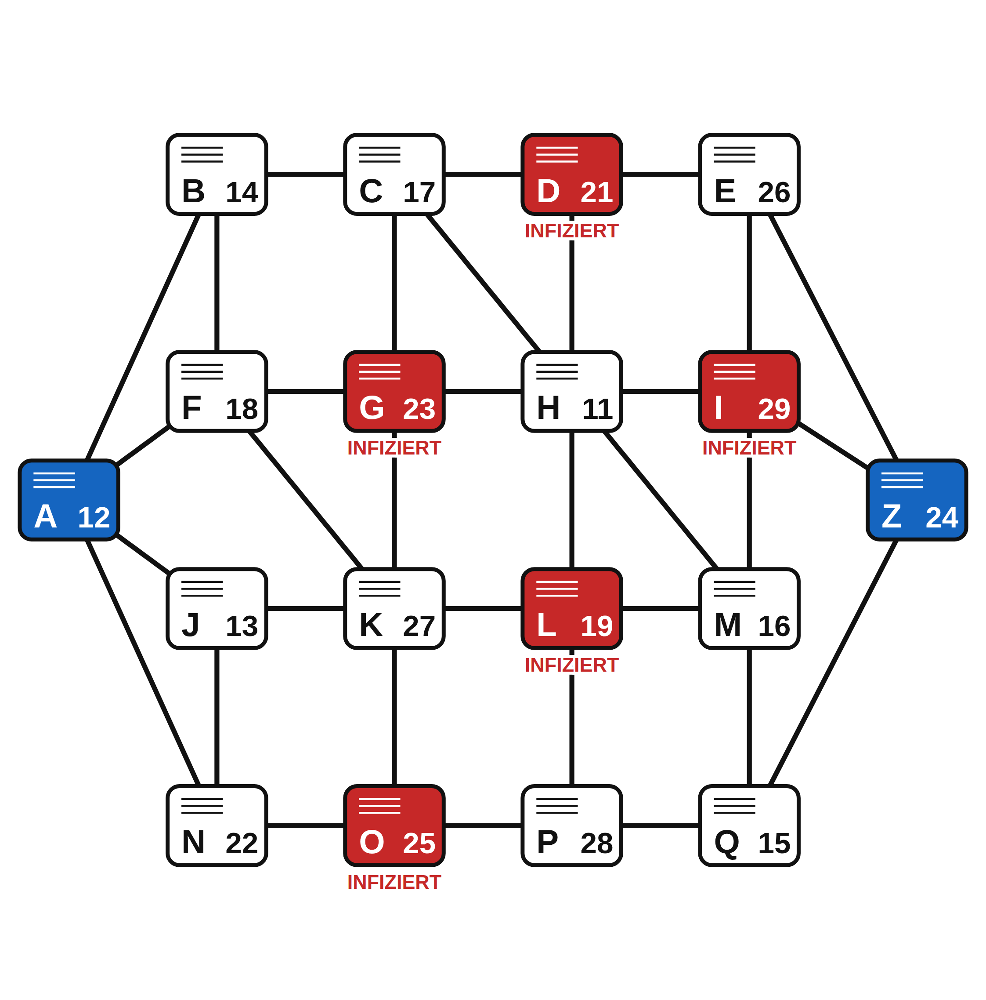 B 14
C 17
D 21
E 26
INFIZIERT
F 18
G 23
H 11
I 29
INFIZIERT
INFIZIERT
A 12
Z 24
J 13
K 27
L 19
M 16
INFIZIERT
N 22
O 25
P 28
Q 15
INFIZIERT